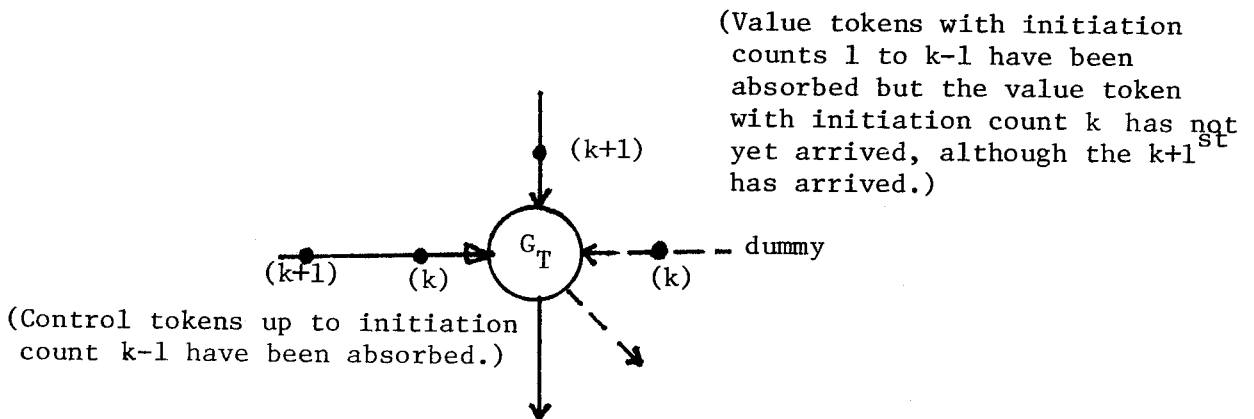 (Value tokens with initiation
counts 1 to k-1 have been
absorbed but the value token
with initiation count k has not
yet arrived, although the k+1st
has arrived.)
(k+1)
G_T
dummy
(k+1)
(k)
(k)
(Control tokens up to initiation
count k-1 have been absorbed.)